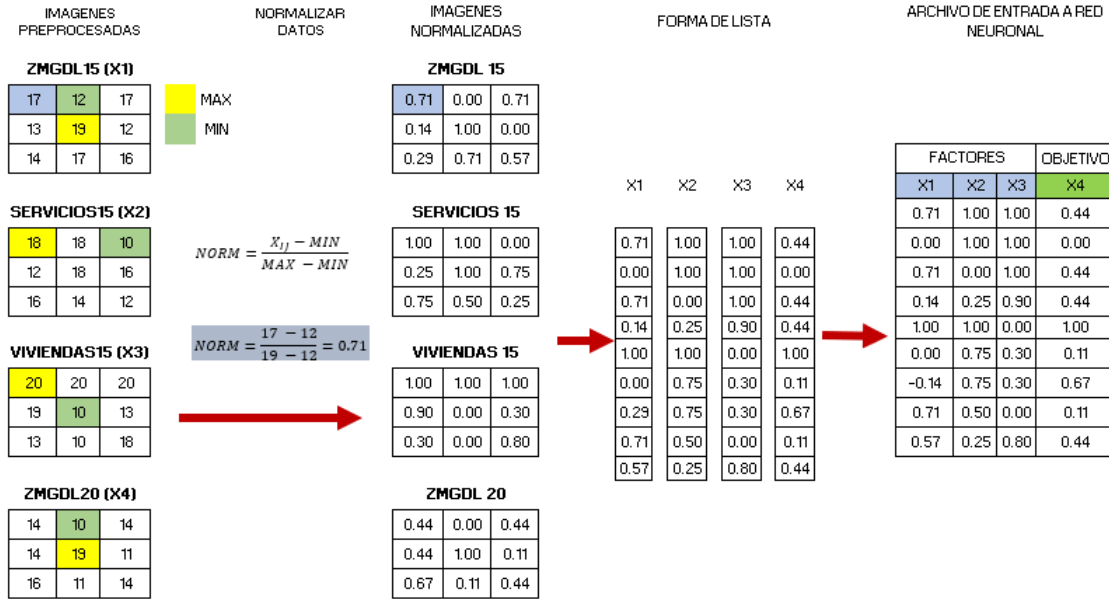 IMAGENES
PREPROCESADAS
NORMALIZAR
DATOS
IMAGENES
NORMALIZADAS
FORMA DE LISTA
ARCHIVO DE ENTRADA A RED
NEURONAL
ZMGDL15 (X1)
17 12 17
13 19 12
14 17 16
MAX
MIN
ZMGDL 15
0.71 0.00 0.71
0.14 1.00 0.00
0.29 0.71 0.57
SERVICIOS15 (X2)
18 18 10
12 18 16
16 14 12
NORM = (X_IJ − MIN) / (MAX − MIN)
SERVICIOS 15
1.00 1.00 0.00
0.25 1.00 0.75
0.75 0.50 0.25
NORM = (17 − 12) / (19 − 12) = 0.71
VIVIENDAS15 (X3)
20 20 20
19 10 13
13 10 18
VIVIENDAS 15
1.00 1.00 1.00
0.90 0.00 0.30
0.30 0.00 0.80
ZMGDL20 (X4)
14 10 14
14 19 11
16 11 14
ZMGDL 20
0.44 0.00 0.44
0.44 1.00 0.11
0.67 0.11 0.44
X1 X2 X3 X4
0.71 1.00 1.00 0.44
0.00 1.00 1.00 0.00
0.71 0.00 1.00 0.44
0.14 0.25 0.90 0.44
1.00 1.00 0.00 1.00
0.00 0.75 0.30 0.11
0.29 0.75 0.30 0.67
0.71 0.50 0.00 0.11
0.57 0.25 0.80 0.44
FACTORES OBJETIVO
X1 X2 X3 X4
0.71 1.00 1.00 0.44
0.00 1.00 1.00 0.00
0.71 0.00 1.00 0.44
0.14 0.25 0.90 0.44
1.00 1.00 0.00 1.00
0.00 0.75 0.30 0.11
-0.14 0.75 0.30 0.67
0.71 0.50 0.00 0.11
0.57 0.25 0.80 0.44